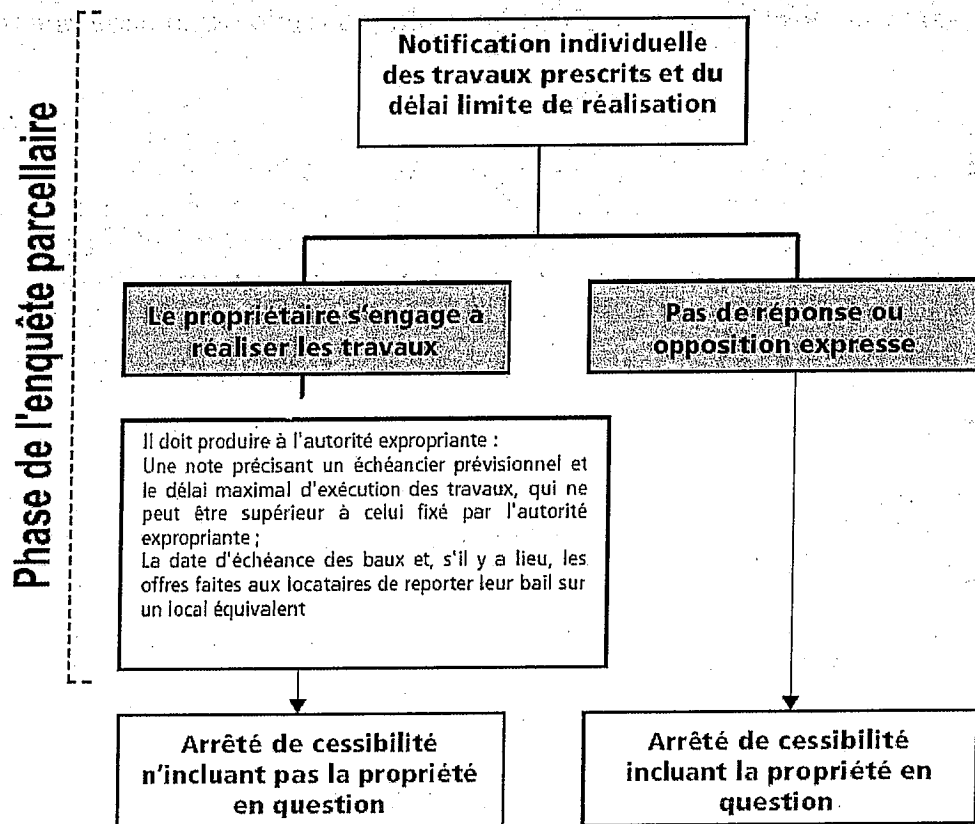 Phase de l'enquête parcellaire
Notification individuelle
des travaux prescrits et du
délai limite de réalisation
Le propriétaire s'engage à
réaliser les travaux
Pas de réponse ou
opposition expresse
Il doit produire à l'autorité expropriante :
Une note précisant un échéancier prévisionnel et
le délai maximal d'exécution des travaux, qui ne
peut être supérieur à celui fixé par l'autorité
expropriante ;
La date d'échéance des baux et, s'il y a lieu, les
offres faites aux locataires de reporter leur bail sur
un local équivalent
Arrêté de cessibilité
n'incluant pas la propriété
en question
Arrêté de cessibilité
incluant la propriété en
question